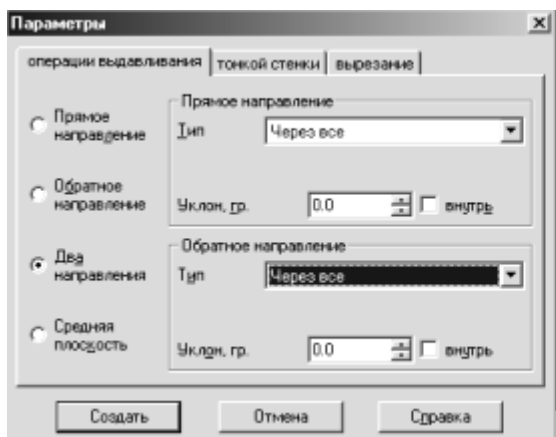 Параметры
операции выдавливания тонкой стенки вырезание
Прямое направление
Обратное направление
Два направления
Средняя плоскость
Прямое направление
Тип Через все
Уклон, гр. 0.0 внутрь
Обратное направление
Тип Через все
Уклон, гр. 0.0 внутрь
Создать Отмена Справка